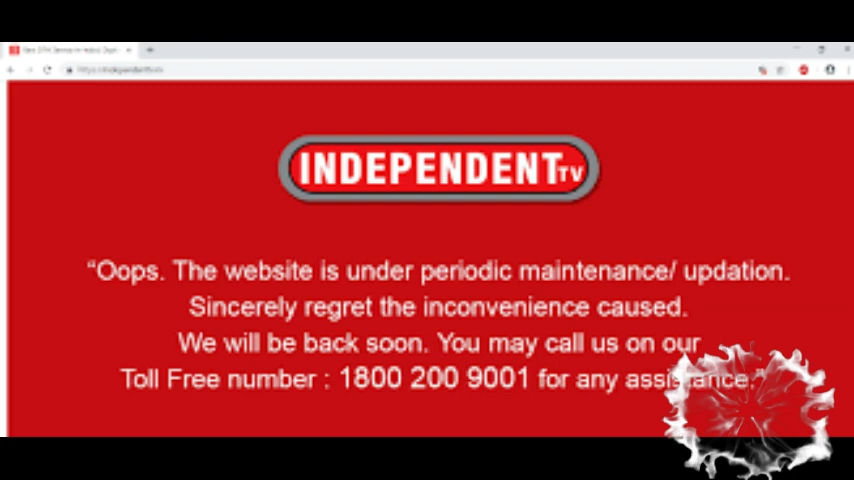 INDEPENDENT TV
“Oops. The website is under periodic maintenance/ updation.
Sincerely regret the inconvenience caused.
We will be back soon. You may call us on our
Toll Free number : 1800 200 9001 for any assistance.”